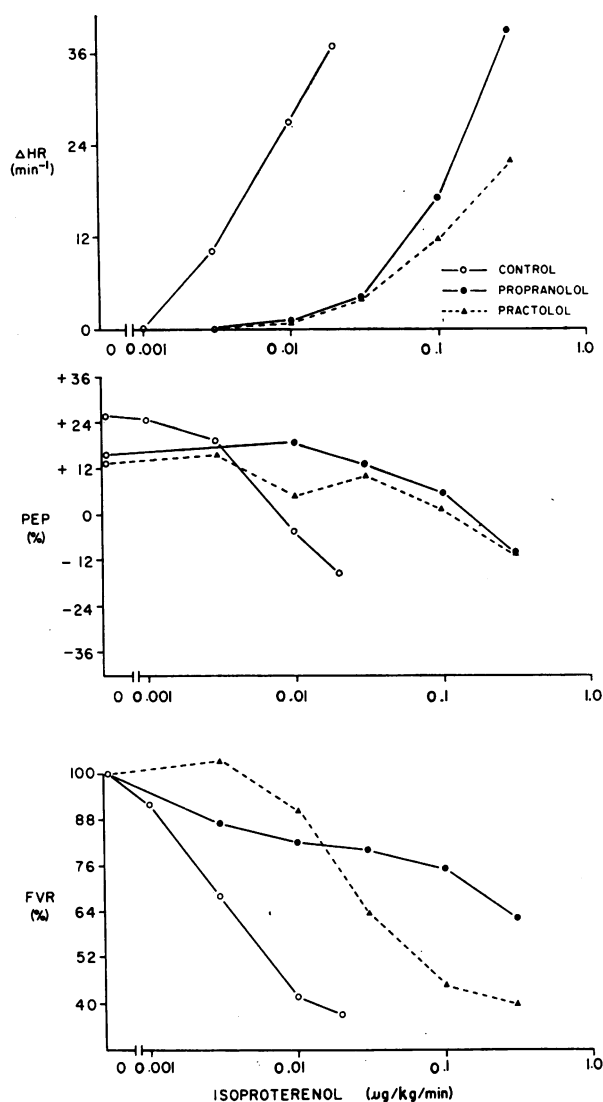 36
24
ΔHR
(min⁻¹)
12
0
CONTROL
PROPRANOLOL
PRACTOLOL
0 0.001 0.01 0.1 1.0
+36
+24
+12
PEP
(%)
0
-12
-24
-36
0 0.001 0.01 0.1 1.0
100
88
76
FVR
(%)
64
52
40
0 0.001 0.01 0.1 1.0
ISOPROTERENOL (µg/kg/min)